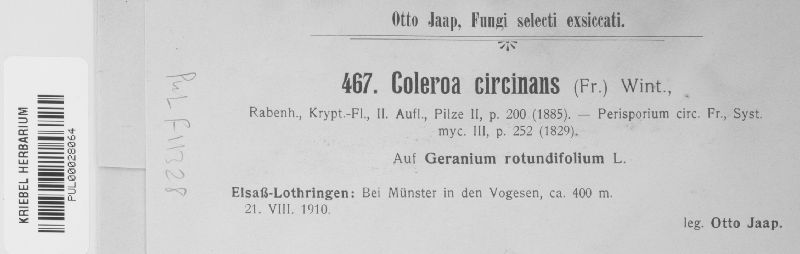 Otto Jaap, Fungi selecti exsiccati.
467. Coleroa circinans (Fr.) Wint.,
Rabenh., Krypt.-Fl., II. Aufl., Pilze II, p. 200 (1885). — Perisporium circ. Fr., Syst.
myc. III, p. 252 (1829).
Auf Geranium rotundifolium L.
Elsaß-Lothringen: Bei Münster in den Vogesen, ca. 400 m.
21. VIII. 1910.
leg. Otto Jaap.
PUL F11328
KRIEBEL HERBARIUM
PUL00028064